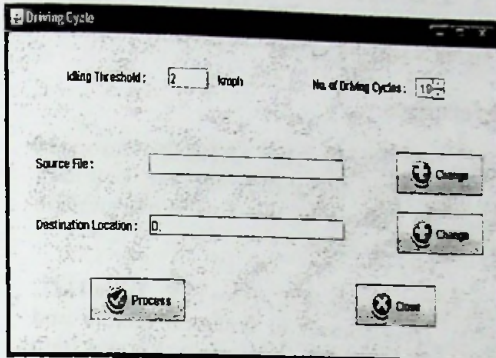 Driving Cycle
Idling Threshold : 2 kmph No. of Driving Cycles : 10
Source File : Change
Destination Location : D. Change
Process Close